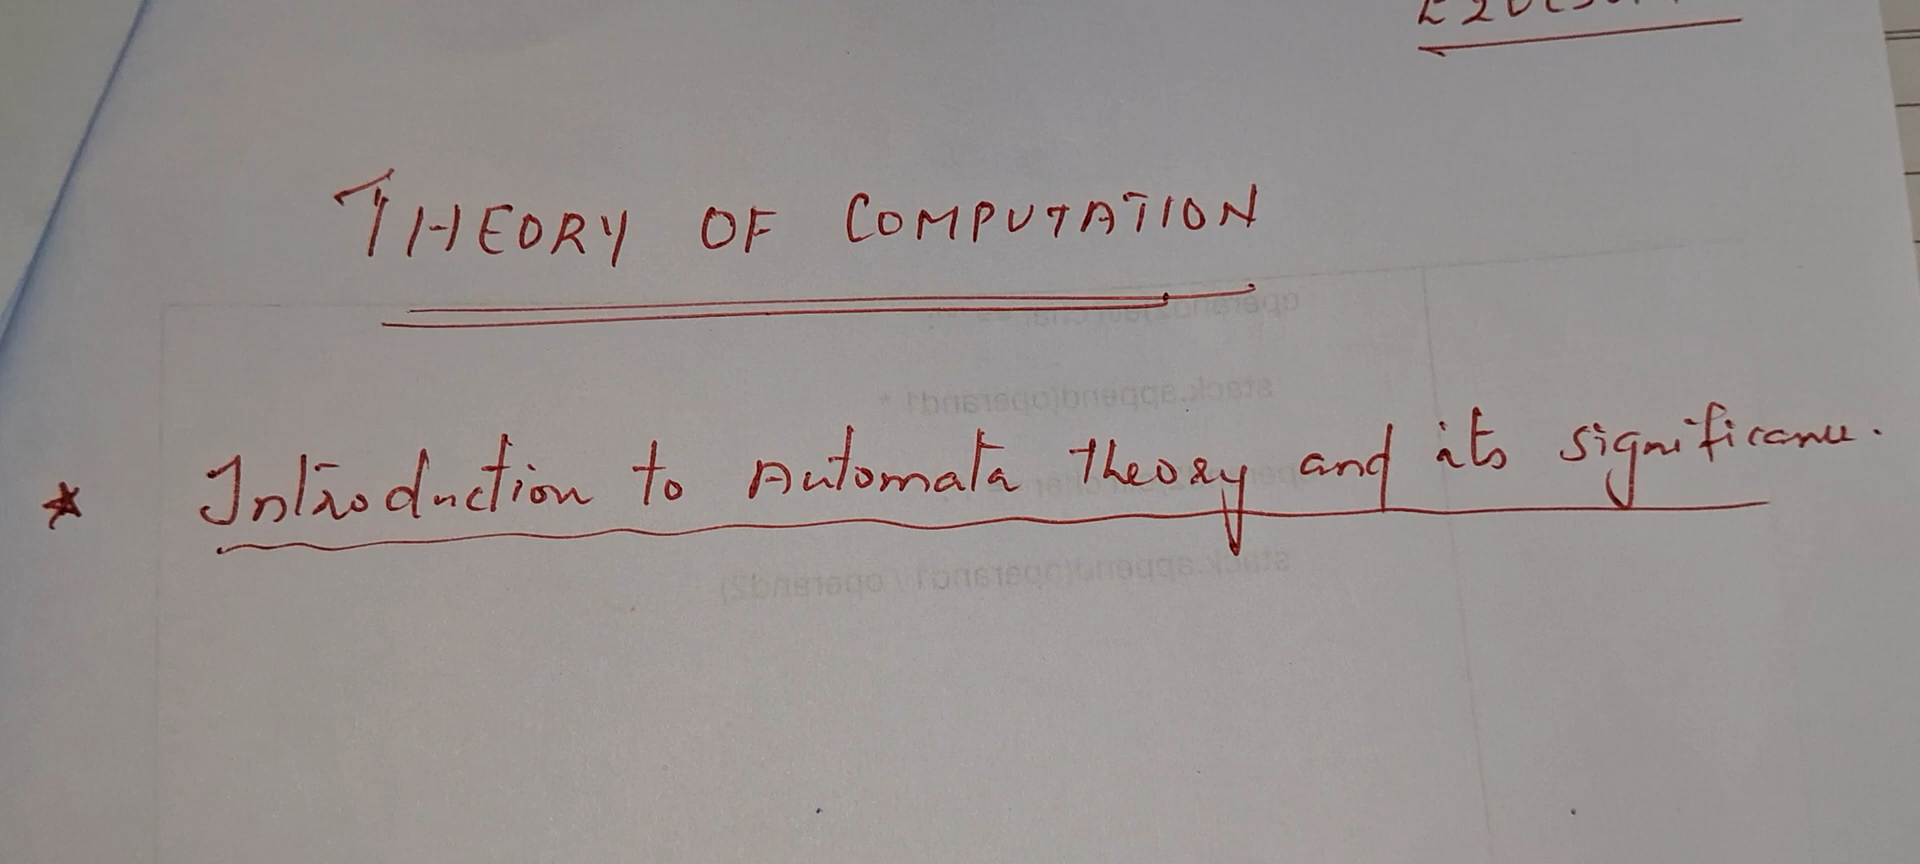 THEORY OF COMPUTATION
* Introduction to Automata theory and its significance.